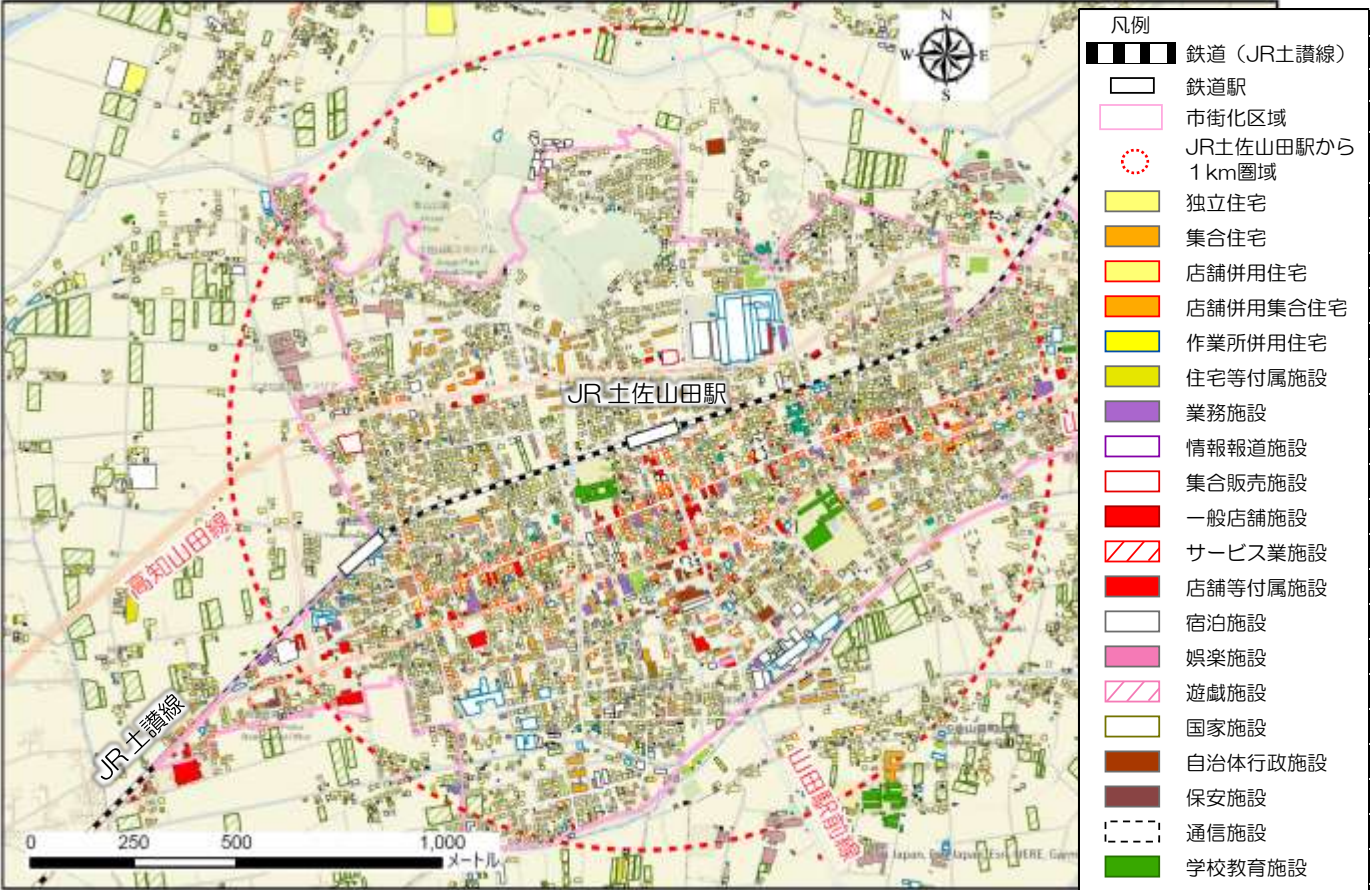 N
W
E
S
JR 土佐山田駅
高知山田線
JR 土讃線
山田駅前線
山
0
250
500
1,000
メートル
凡例
鉄道（JR土讃線）
鉄道駅
市街化区域
JR土佐山田駅から
１km圏域
独立住宅
集合住宅
店舗併用住宅
店舗併用集合住宅
作業所併用住宅
住宅等付属施設
業務施設
情報報道施設
集合販売施設
一般店舗施設
サービス業施設
店舗等付属施設
宿泊施設
娯楽施設
遊戯施設
国家施設
自治体行政施設
保安施設
通信施設
学校教育施設